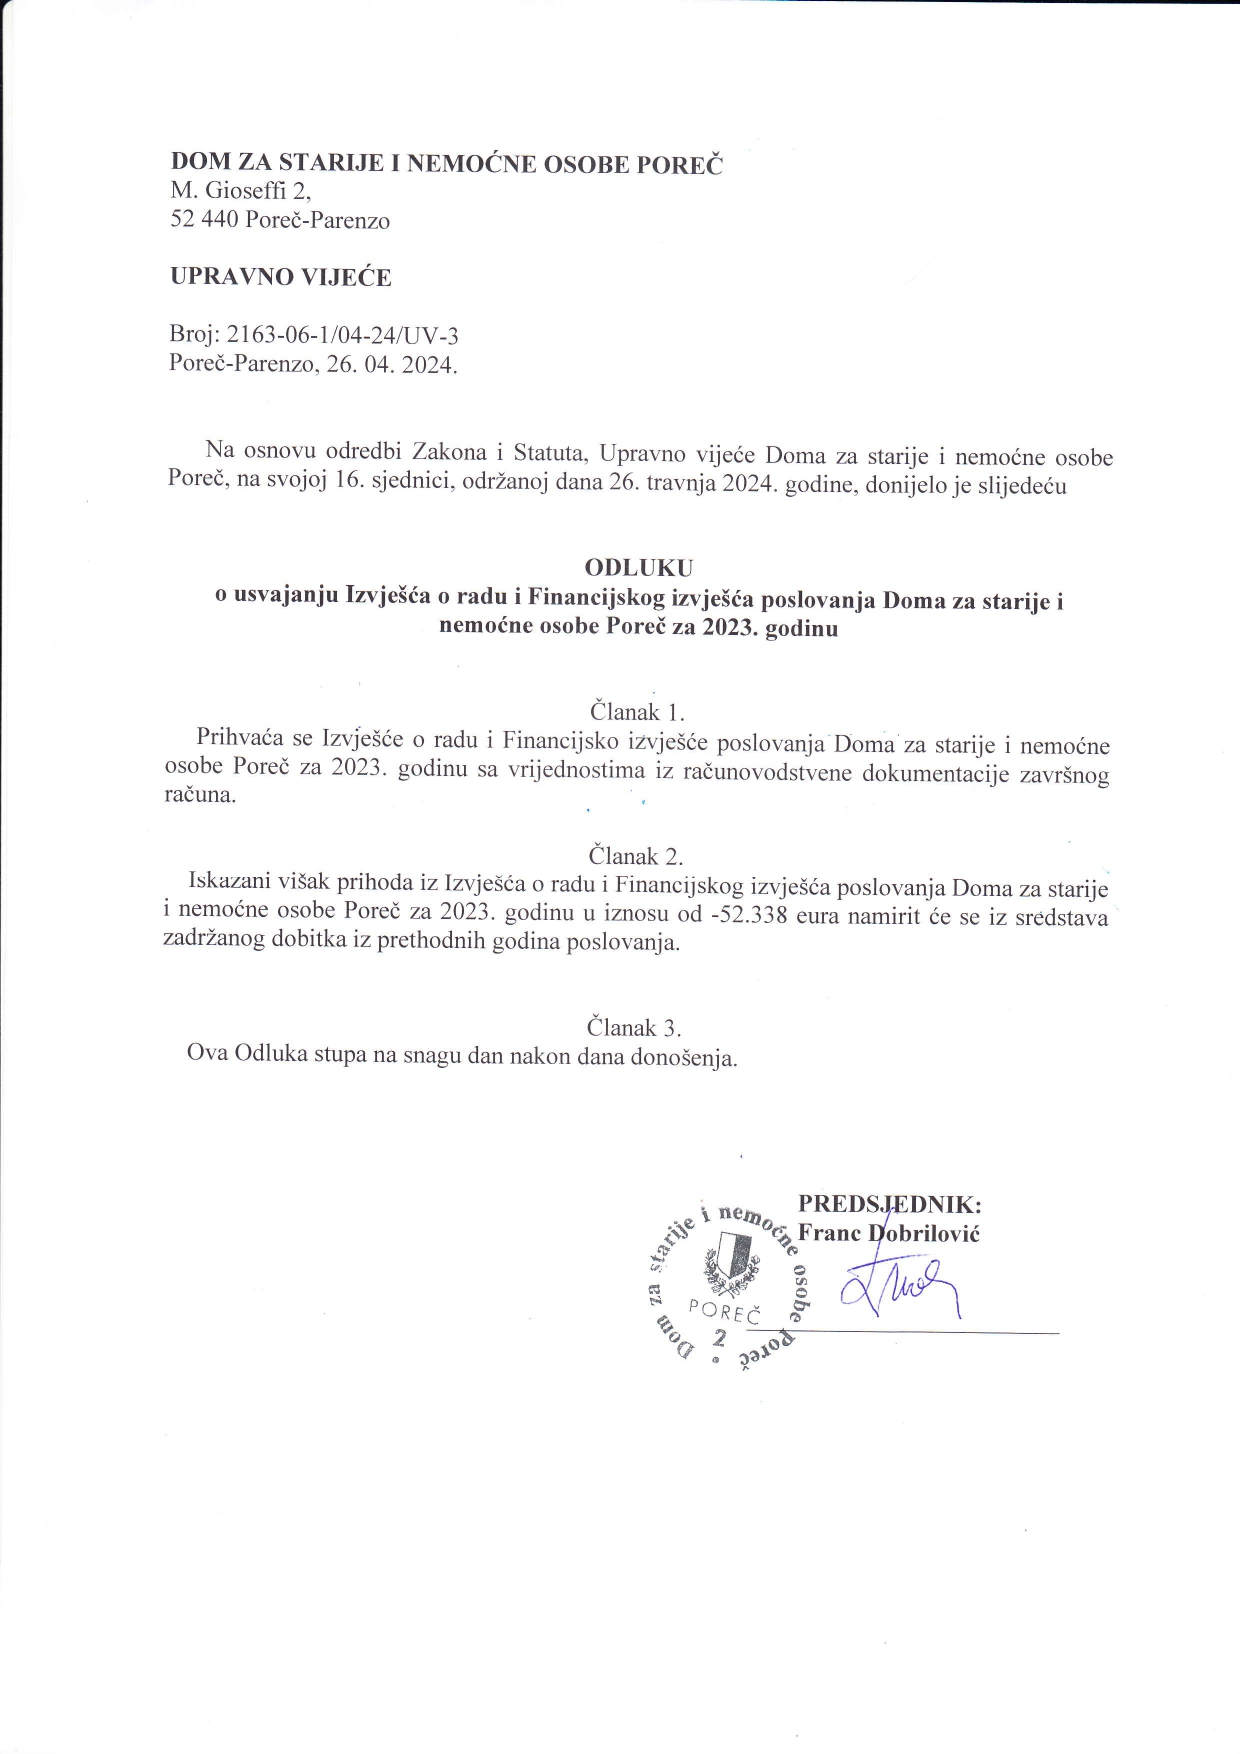 DOM ZA STARIJE I NEMOĆNE OSOBE POREČ
M. Gioseffi 2,
52 440 Poreč-Parenzo
UPRAVNO VIJEĆE
Broj: 2163-06-1/04-24/UV-3
Poreč-Parenzo, 26. 04. 2024.
Na osnovu odredbi Zakona i Statuta, Upravno vijeće Doma za starije i nemoćne osobe
Poreč, na svojoj 16. sjednici, održanoj dana 26. travnja 2024. godine, donijelo je slijedeću
ODLUKU
o usvajanju Izvješća o radu i Financijskog izvješća poslovanja Doma za starije i
nemoćne osobe Poreč za 2023. godinu
Članak 1.
Prihvaća se Izvješće o radu i Financijsko izvješće poslovanja Doma za starije i nemoćne
osobe Poreč za 2023. godinu sa vrijednostima iz računovodstvene dokumentacije završnog
računa.
Članak 2.
Iskazani višak prihoda iz Izvješća o radu i Financijskog izvješća poslovanja Doma za starije
i nemoćne osobe Poreč za 2023. godinu u iznosu od -52.338 eura namirit će se iz sredstava
zadržanog dobitka iz prethodnih godina poslovanja.
Članak 3.
Ova Odluka stupa na snagu dan nakon dana donošenja.
PREDSJEDNIK:
Franc Dobrilović
Dom za starije i nemoćne osobe Poreč
POREČ
2